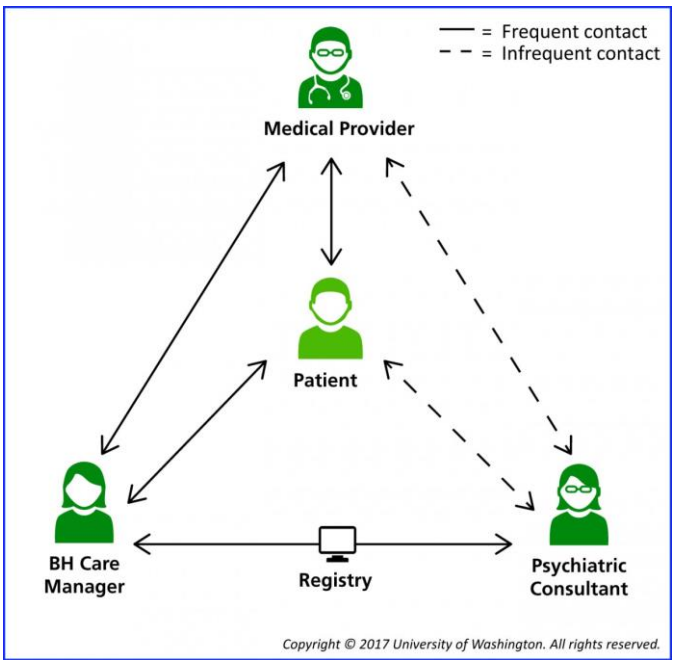 = Frequent contact
= Infrequent contact
Medical Provider
Patient
BH Care
Manager
Registry
Psychiatric
Consultant
Copyright © 2017 University of Washington. All rights reserved.